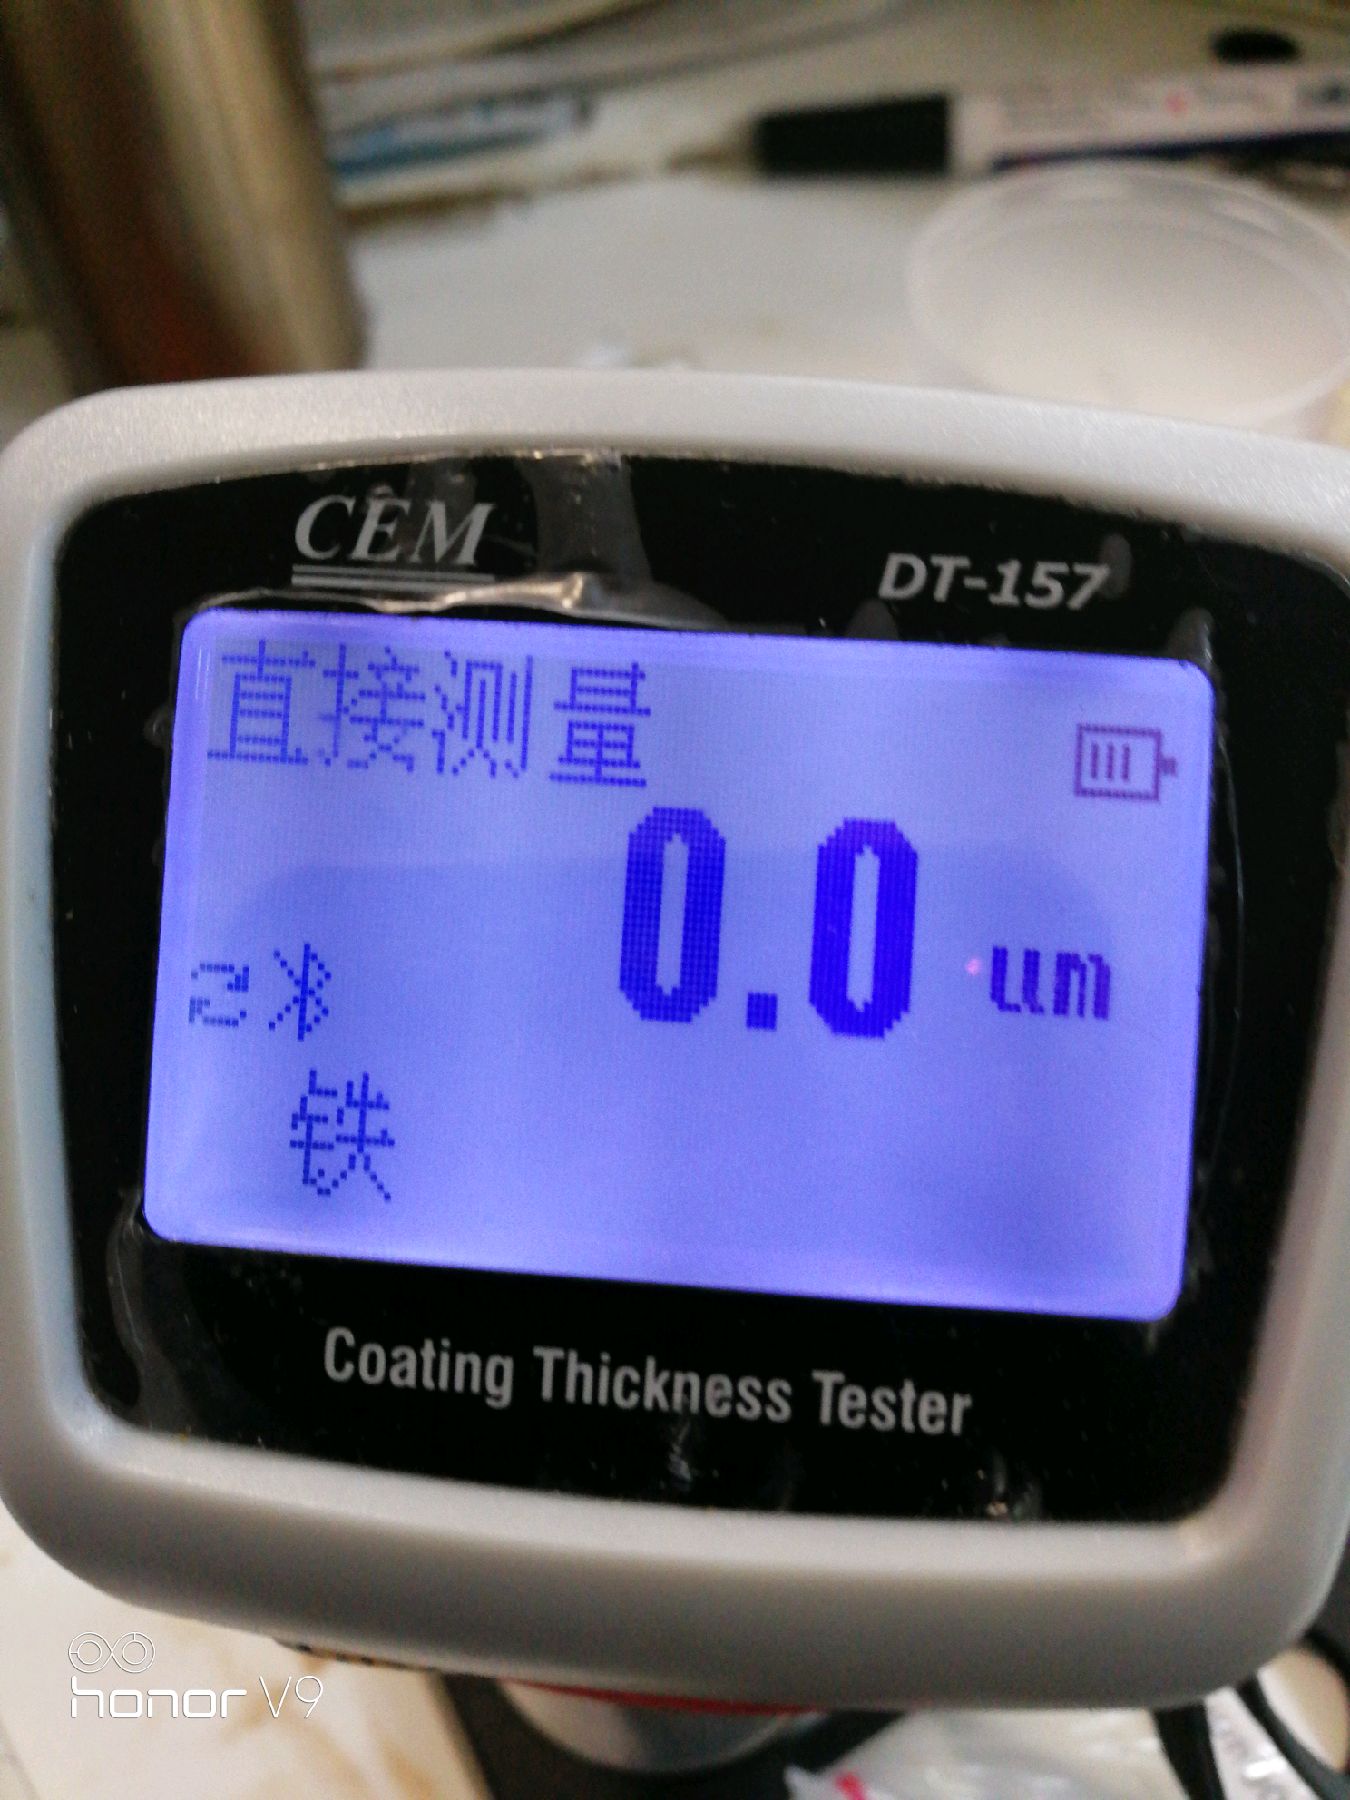 CEM
DT-157
直接测量
0.0 um
铁
Coating Thickness Tester
honor V9